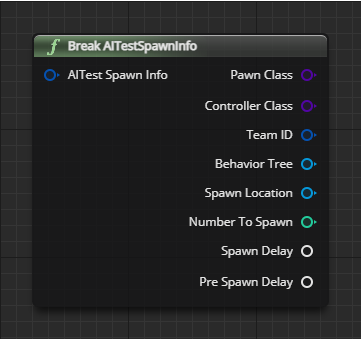 f Break AITestSpawnInfo
AITest Spawn Info Pawn Class
Controller Class
Team ID
Behavior Tree
Spawn Location
Number To Spawn
Spawn Delay
Pre Spawn Delay